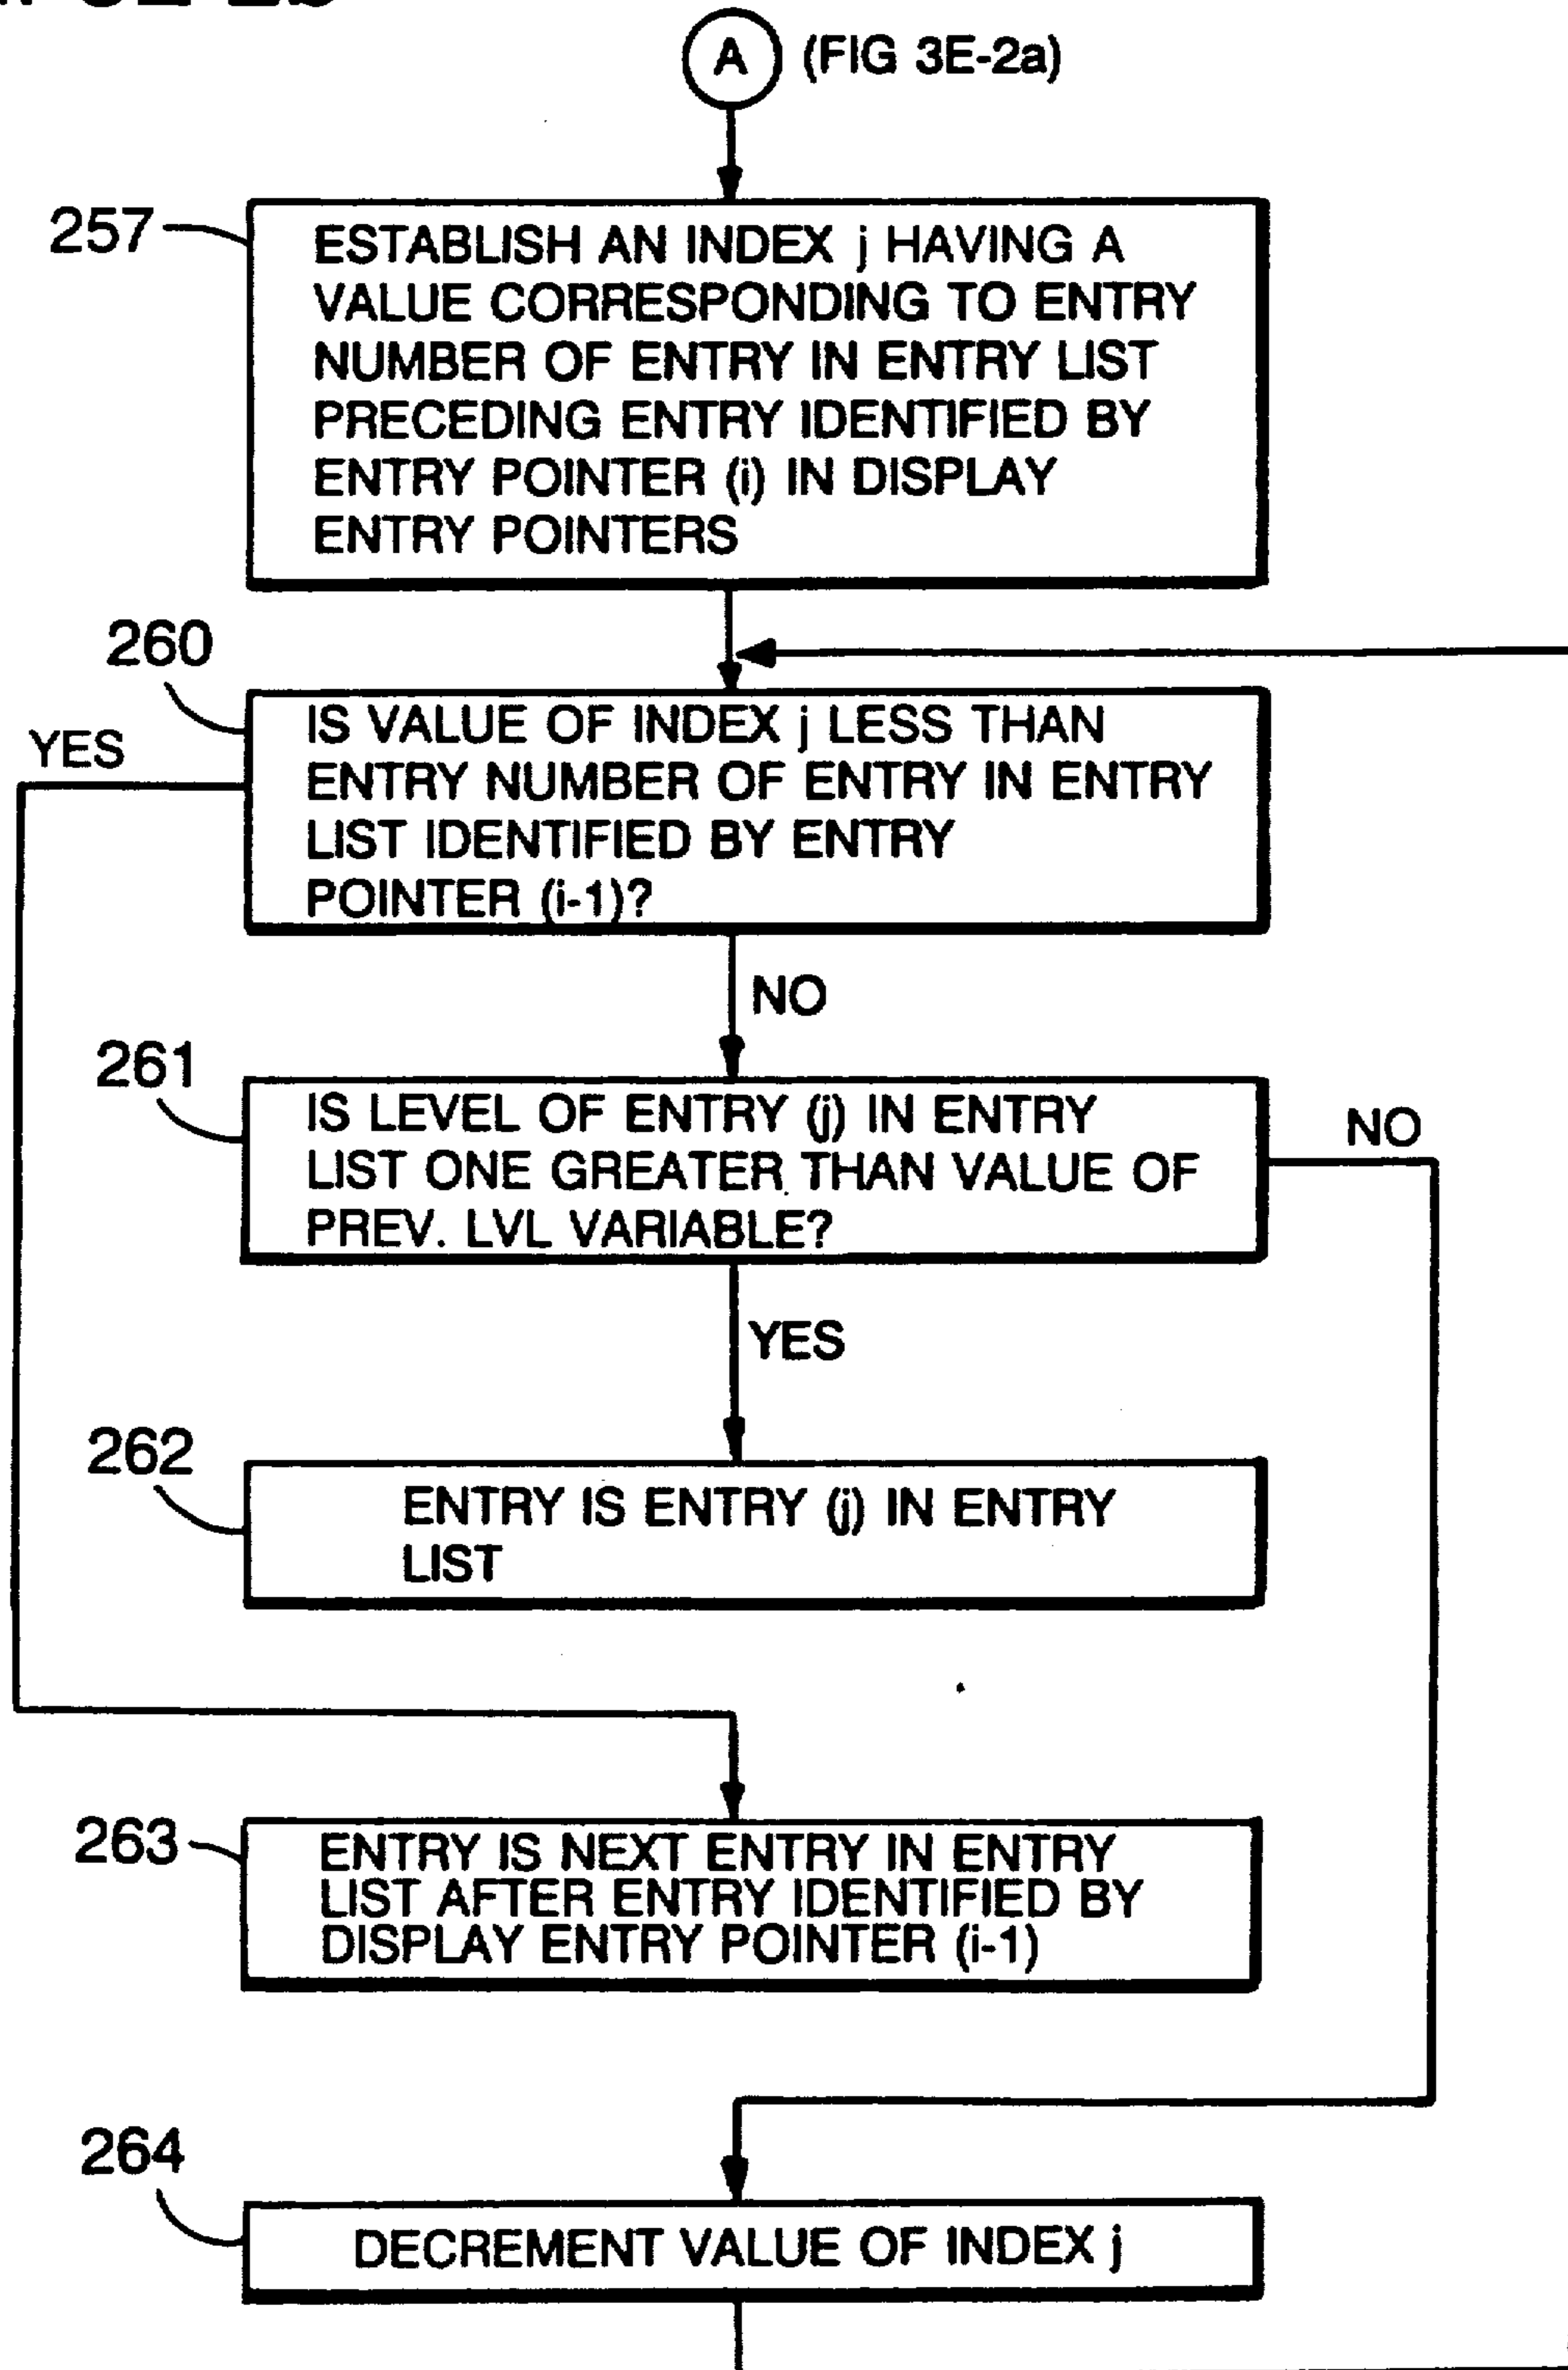 A (FIG 3E-2a)
257
ESTABLISH AN INDEX j HAVING A
VALUE CORRESPONDING TO ENTRY
NUMBER OF ENTRY IN ENTRY LIST
PRECEDING ENTRY IDENTIFIED BY
ENTRY POINTER (i) IN DISPLAY
ENTRY POINTERS
260
YES
IS VALUE OF INDEX j LESS THAN
ENTRY NUMBER OF ENTRY IN ENTRY
LIST IDENTIFIED BY ENTRY
POINTER (i-1)?
NO
261
IS LEVEL OF ENTRY (j) IN ENTRY
LIST ONE GREATER THAN VALUE OF
PREV. LVL VARIABLE?
NO
YES
262
ENTRY IS ENTRY (j) IN ENTRY
LIST
263
ENTRY IS NEXT ENTRY IN ENTRY
LIST AFTER ENTRY IDENTIFIED BY
DISPLAY ENTRY POINTER (i-1)
264
DECREMENT VALUE OF INDEX j